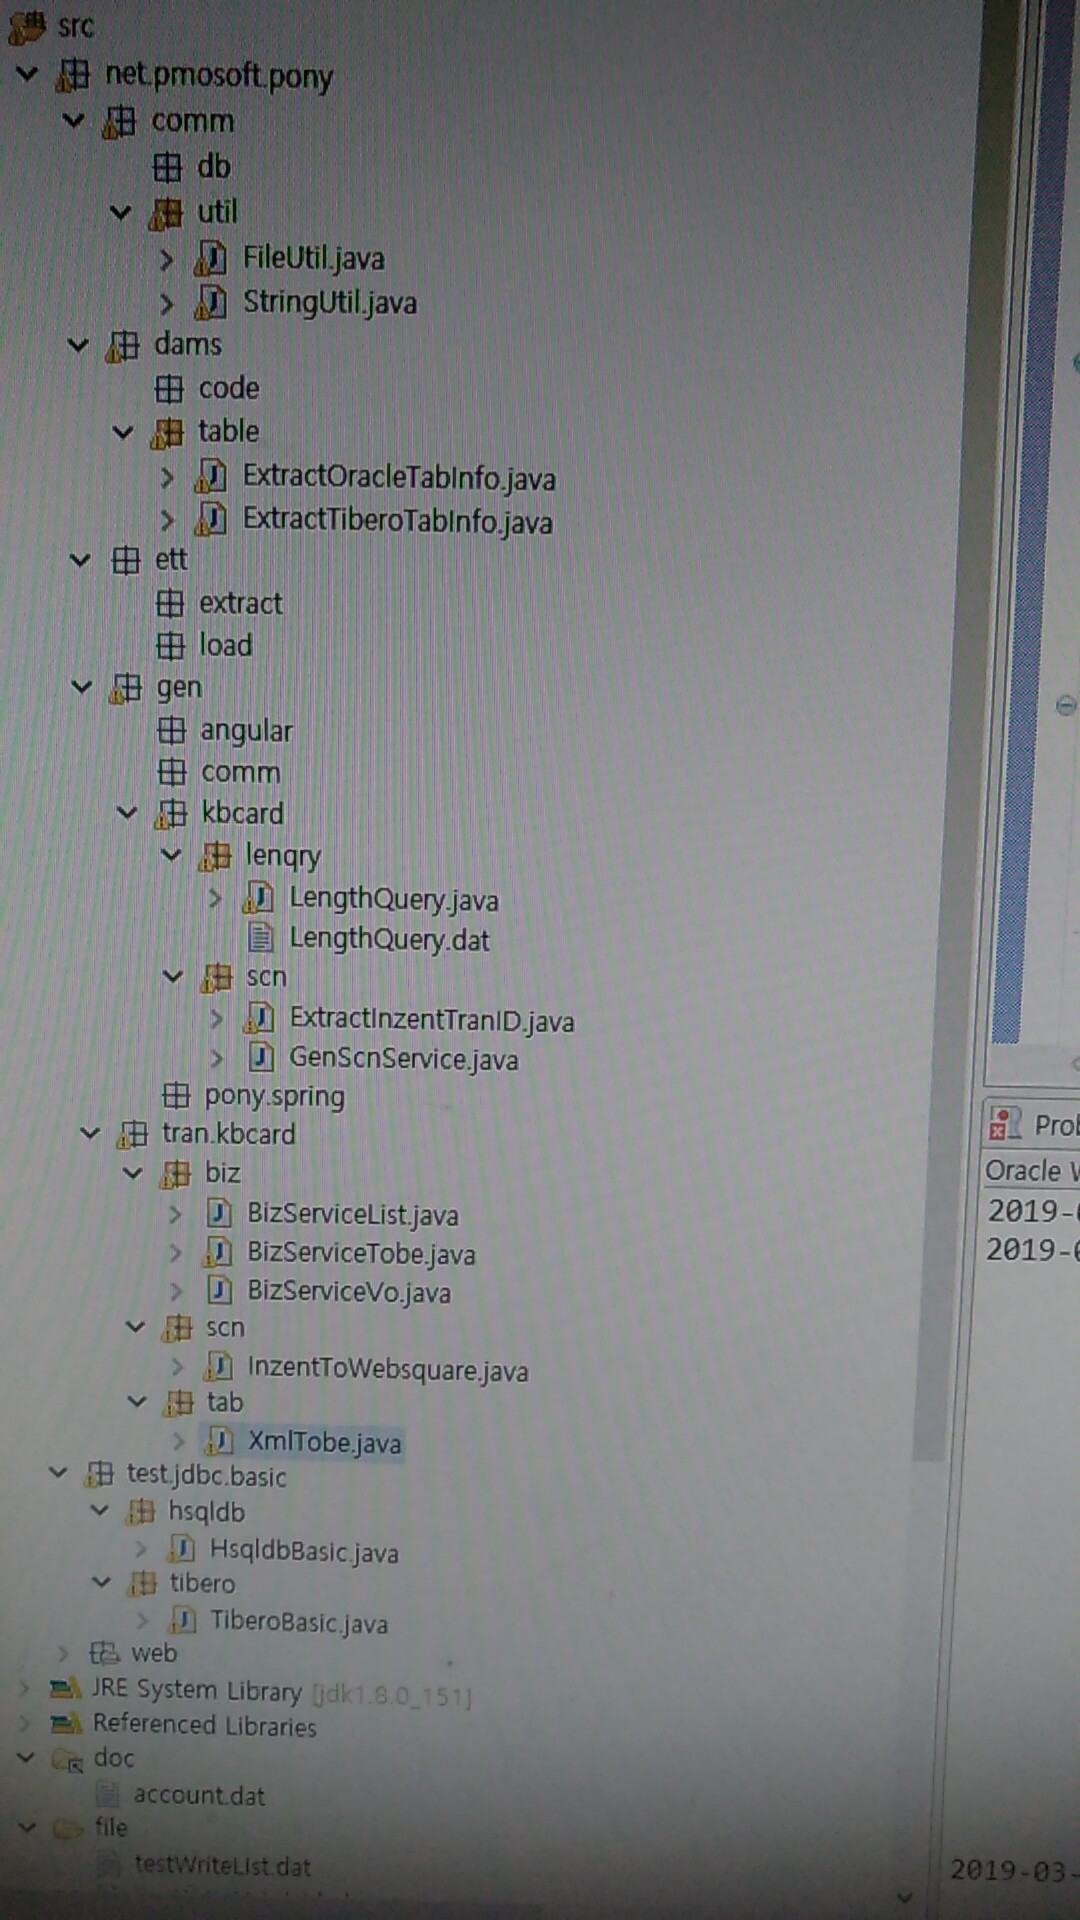 src
net.pmosoft.pony
comm
db
util
FileUtil.java
StringUtil.java
dams
code
table
ExtractOracleTabInfo.java
ExtractTiberoTabInfo.java
ett
extract
load
gen
angular
comm
kbcard
lenqry
LengthQuery.java
LengthQuery.dat
scn
ExtractInzentTranID.java
GenScnService.java
pony.spring
tran.kbcard
biz
BizServiceList.java
BizServiceTobe.java
BizServiceVo.java
scn
InzentToWebsquare.java
tab
XmlTobe.java
test.jdbc.basic
hsqldb
HsqldbBasic.java
tibero
TiberoBasic.java
web
JRE System Library [jdk1.8.0_151]
Referenced Libraries
doc
account.dat
file
testWriteList.dat
Prob
Oracle W
2019-0
2019-0
2019-03-